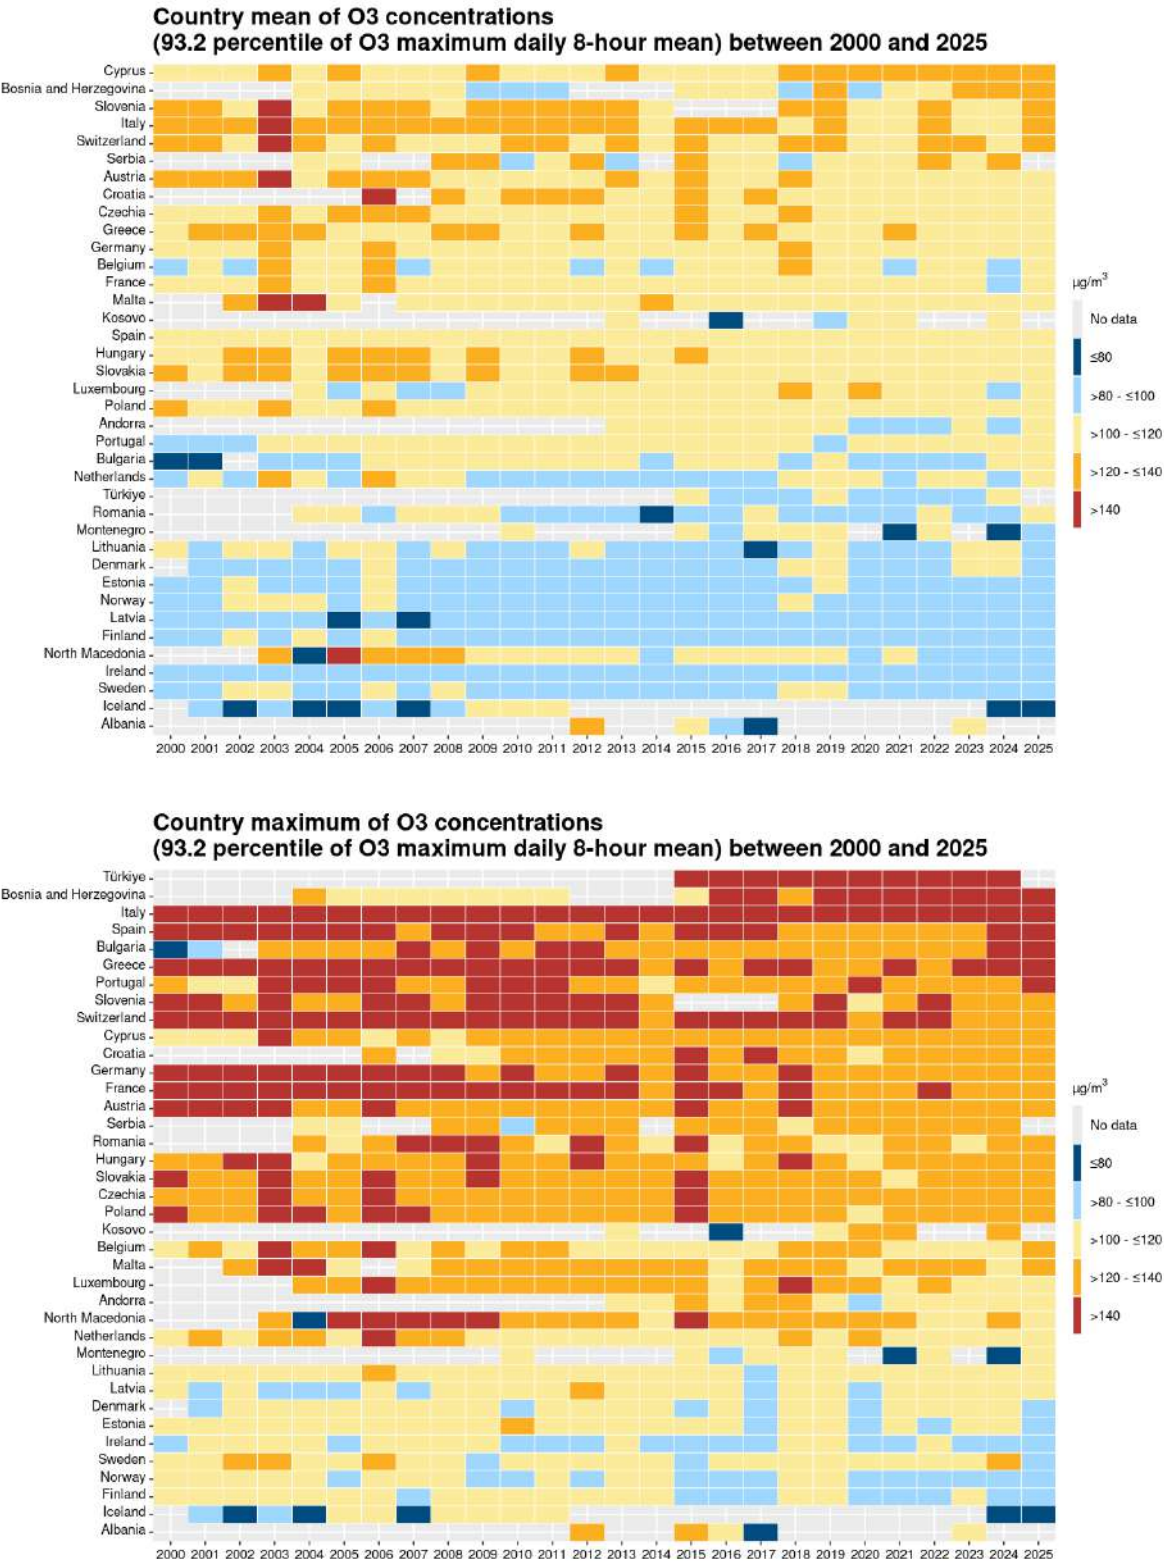 Country mean of O3 concentrations
(93.2 percentile of O3 maximum daily 8-hour mean) between 2000 and 2025
Cyprus
Bosnia and Herzegovina
Slovenia
Italy
Switzerland
Serbia
Austria
Croatia
Czechia
Greece
Germany
Belgium
France
Malta
Kosovo
Spain
Hungary
Slovakia
Luxembourg
Poland
Andorra
Portugal
Bulgaria
Netherlands
Türkiye
Romania
Montenegro
Lithuania
Denmark
Estonia
Norway
Latvia
Finland
North Macedonia
Ireland
Sweden
Iceland
Albania
2000 2001 2002 2003 2004 2005 2006 2007 2008 2009 2010 2011 2012 2013 2014 2015 2016 2017 2018 2019 2020 2021 2022 2023 2024 2025
µg/m³
No data
≤80
>80 - ≤100
>100 - ≤120
>120 - ≤140
>140
Country maximum of O3 concentrations
(93.2 percentile of O3 maximum daily 8-hour mean) between 2000 and 2025
Türkiye
Bosnia and Herzegovina
Italy
Spain
Bulgaria
Greece
Portugal
Slovenia
Switzerland
Cyprus
Croatia
Germany
France
Austria
Serbia
Romania
Hungary
Slovakia
Czechia
Poland
Kosovo
Belgium
Malta
Luxembourg
Andorra
North Macedonia
Netherlands
Montenegro
Lithuania
Latvia
Denmark
Estonia
Ireland
Sweden
Norway
Finland
Iceland
Albania
2000 2001 2002 2003 2004 2005 2006 2007 2008 2009 2010 2011 2012 2013 2014 2015 2016 2017 2018 2019 2020 2021 2022 2023 2024 2025
µg/m³
No data
≤80
>80 - ≤100
>100 - ≤120
>120 - ≤140
>140